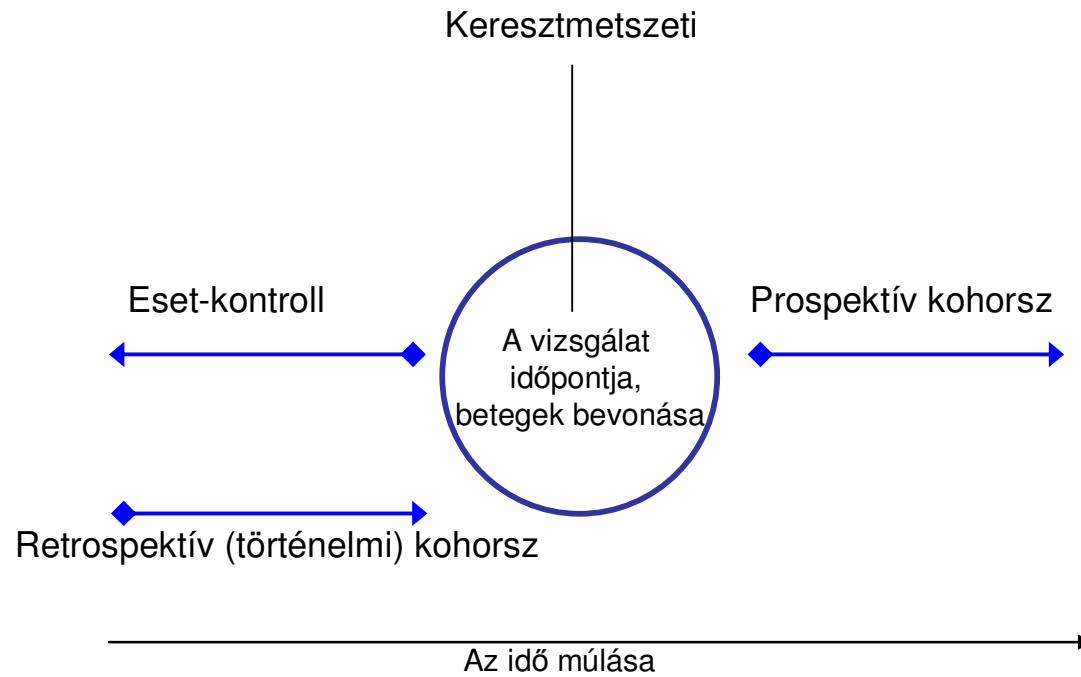 Keresztmetszeti
Eset-kontroll
Prospektív kohorsz
A vizsgálat
időpontja,
betegek bevonása
Retrospektív (történelmi) kohorsz
Az idő múlása